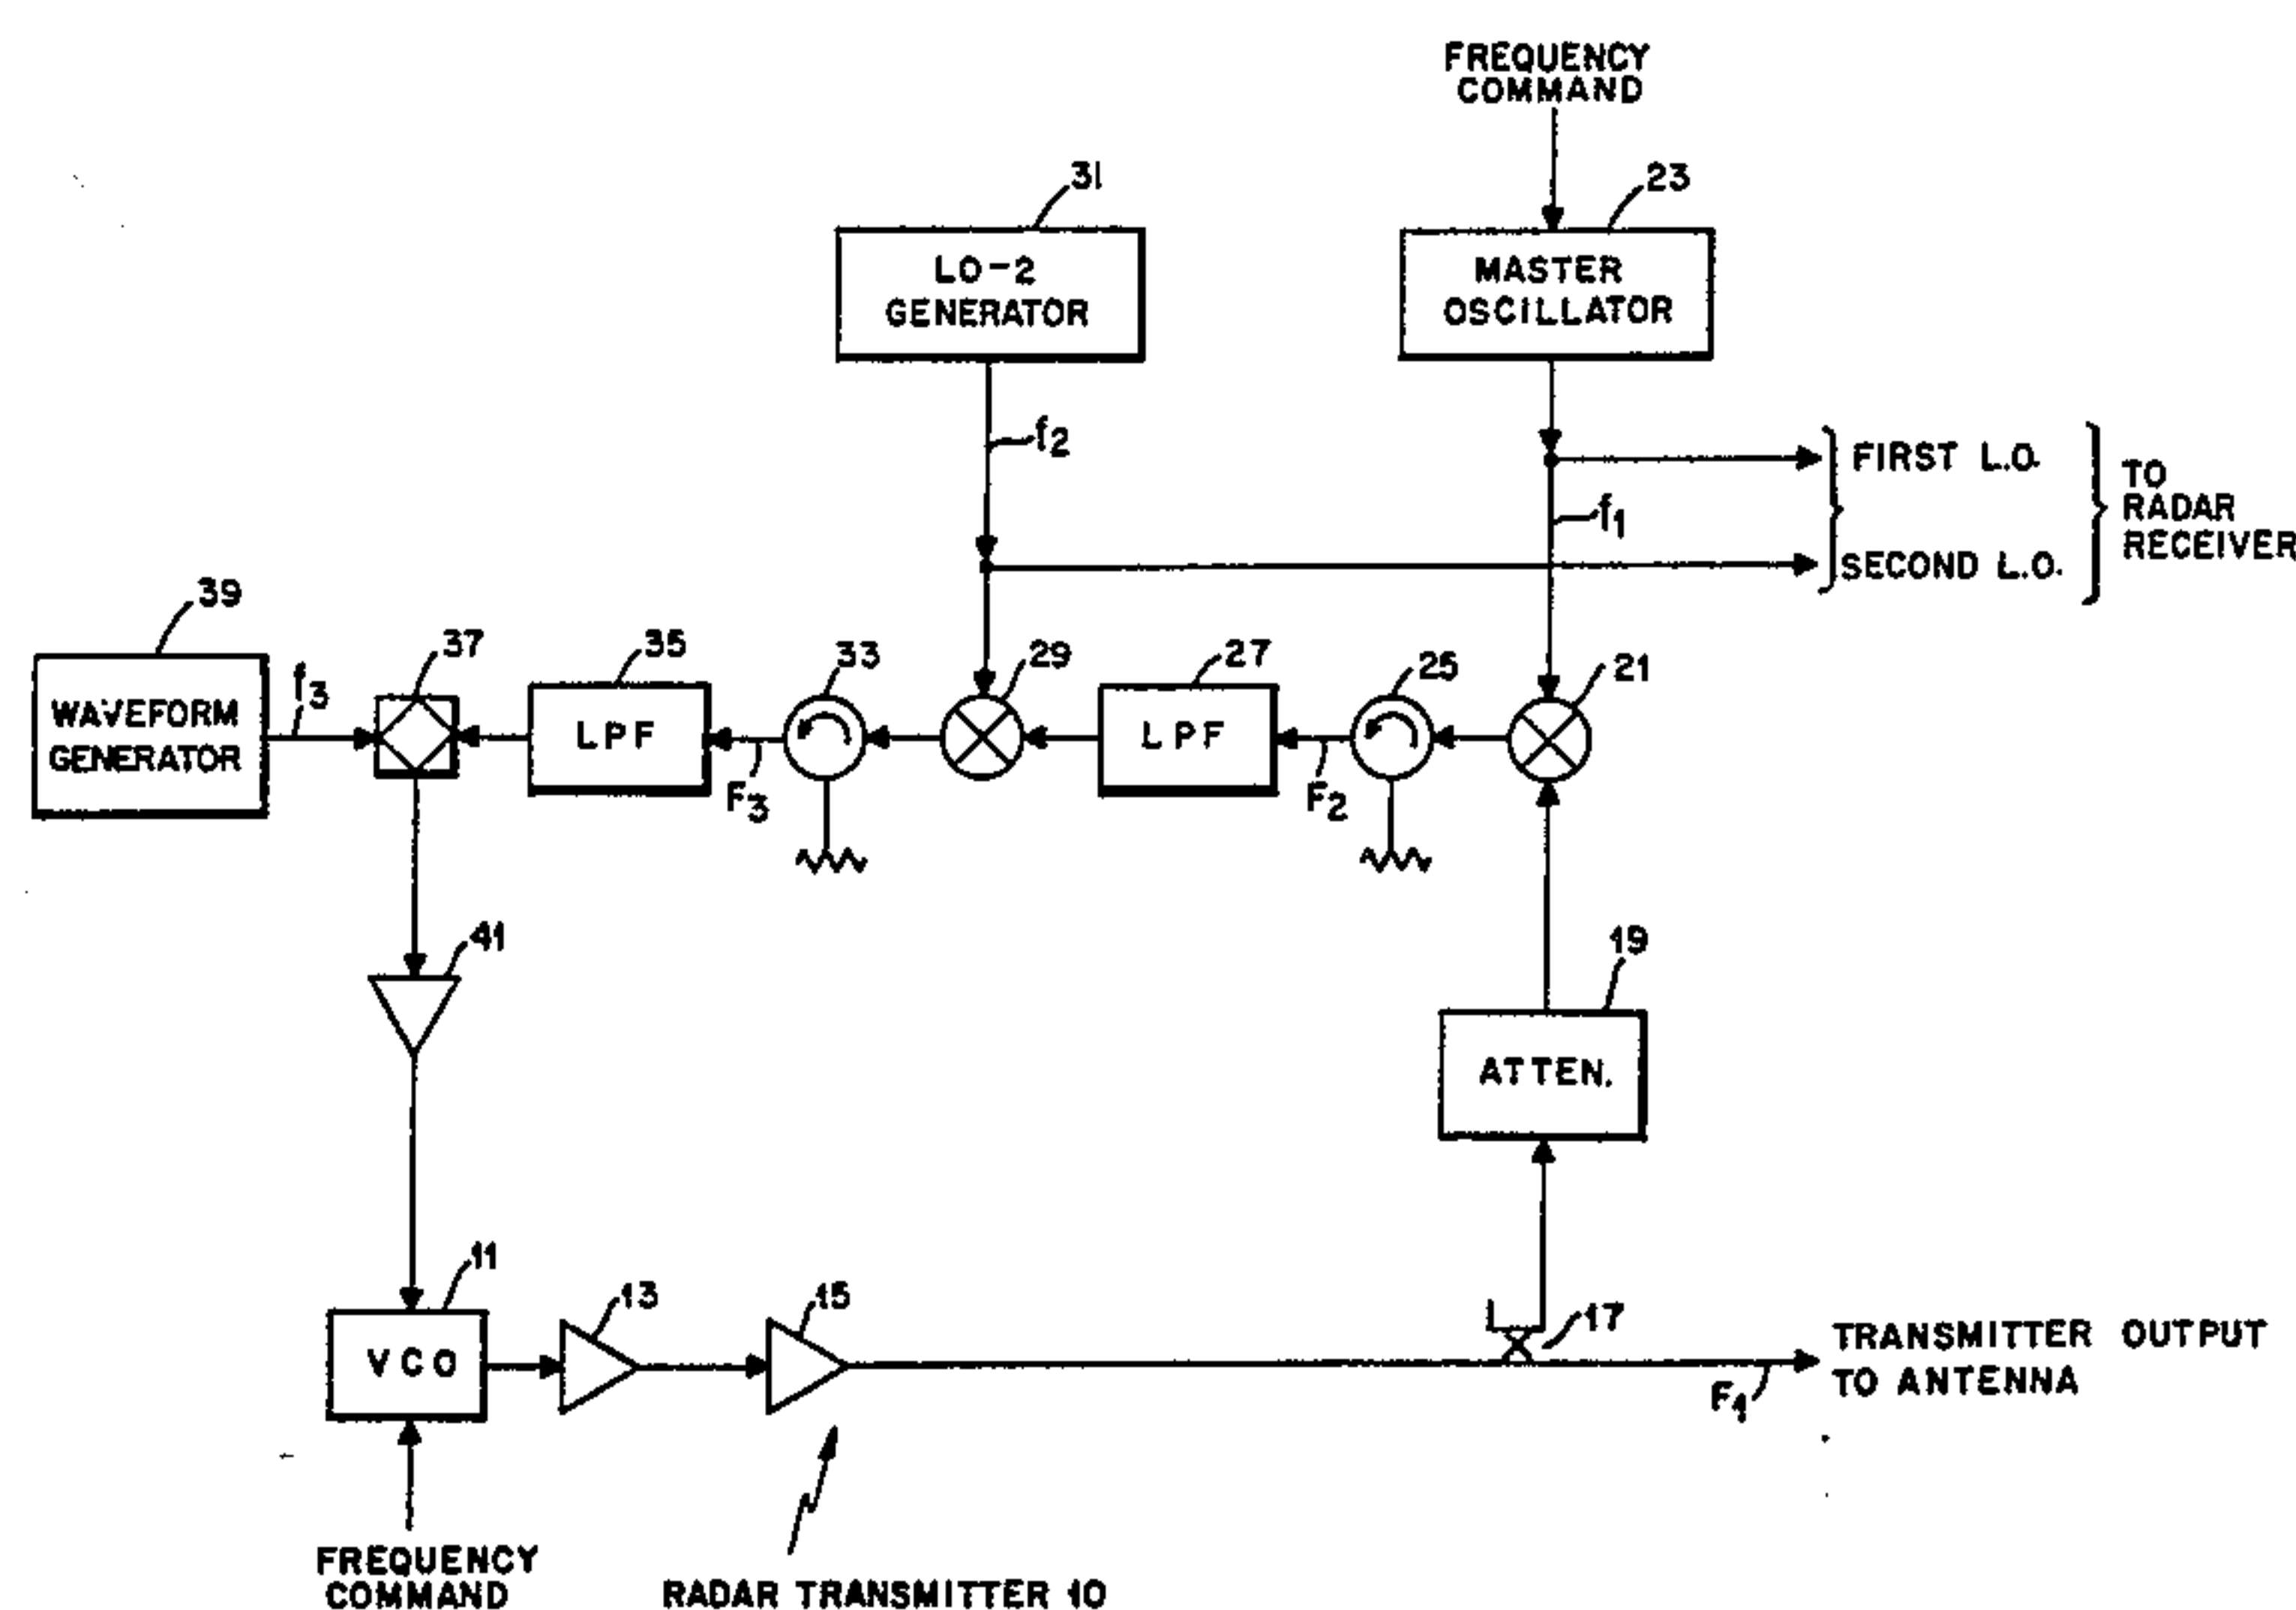 FREQUENCY
COMMAND
31
23
LO-2
GENERATOR
MASTER
OSCILLATOR
f2
FIRST L.O.
TO
RADAR
RECEIVER
f1
SECOND L.O.
39
37
35
33
29
27
25
21
WAVEFORM
GENERATOR
f3
LPF
F3
LPF
F2
41
19
ATTEN.
11
13
15
17
VCO
TRANSMITTER OUTPUT
TO ANTENNA
F1
FREQUENCY
COMMAND
RADAR TRANSMITTER 10